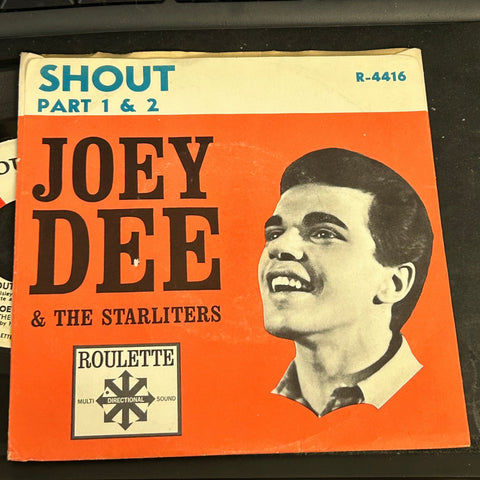 SHOUT
PART 1 & 2
R-4416
JOEY
DEE
& THE STARLITERS
ROULETTE
MULTI DIRECTIONAL SOUND